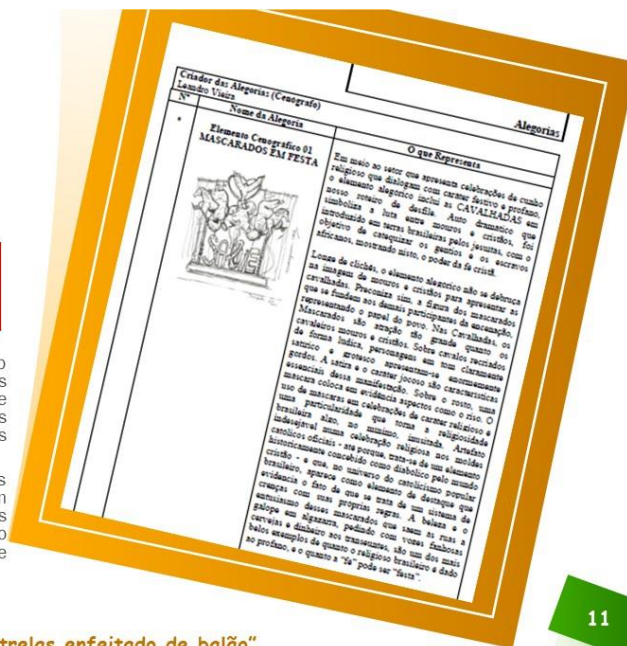 Alegorias
Criador das Alegorias (Cenógrafo)
Leandro Vieira
Nº
Nome da Alegoria
O que Representa
*
Elemento Cenográfico 01
MASCARADOS EM FESTA
SALVE
Em meio ao setor que apresenta celebrações de cunho
religioso que dialogam com caráter festivo e profano,
o elemento alegórico inclui as CAVALHADAS em
nosso roteiro de desfile. Auto dramático que
simboliza a luta entre mouros e cristãos, foi
introduzido em terras brasileiras pelos jesuítas, com o
objetivo de catequizar os gentios e os escravos
africanos, mostrando nisto, o poder da fé cristã.
Longe de clichês, o elemento alegórico não se debruça
na imagem de mouros e cristãos para apresentar as
cavalhadas. Preconiza sim, a figura dos mascarados
que se fundem aos demais participantes da encenação,
representando o papel do povo. Nas Cavalhadas, os
Mascarados são atração tão grande quanto os
cavaleiros mouros e cristãos. Sobre cavalos recriados
de forma lúdica, personagens em tom claramente
satírico e grotesco apresentam-se enormemente
gordos. A sátira e o caráter jocoso são características
essenciais dessa manifestação. Sobre o rosto, uma
máscara coloca em evidência aspectos como o riso. O
uso de máscaras em celebrações de caráter religioso é
uma particularidade que torna a religiosidade
brasileira algo, no mínimo, inusitada. Artefato
indesejável numa celebração religiosa nos moldes
católicos oficiais - até porque, trata-se de um elemento
historicamente concebido como diabólico pelo mundo
cristão - e que, no universo do catolicismo popular
brasileiro, aparece como elemento de destaque que
evidencia o fato de que se trata de um sistema de
crenças com suas próprias regras. A beleza e o
entusiasmo desses mascarados que saem às ruas a
galope em algazarra, pedindo com vozes fanhosas
cervejas e dinheiro aos transeuntes, são um dos mais
belos exemplos de quanto o religioso brasileiro é dado
ao profano, e o quanto a "fé" pode ser "festa".
11
trelas enfeitado de balão"